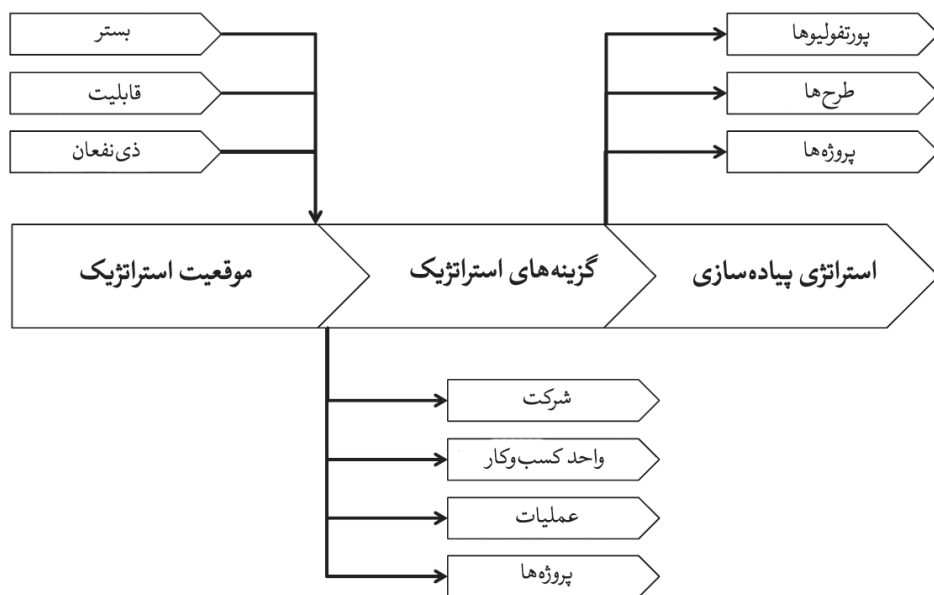 بستر
قابلیت
ذی‌نفعان
پورتفولیوها
طرح‌ها
پروژه‌ها
موقعیت استراتژیک
گزینه‌های استراتژیک
استراتژی پیاده‌سازی
شرکت
واحد کسب‌وکار
عملیات
پروژه‌ها